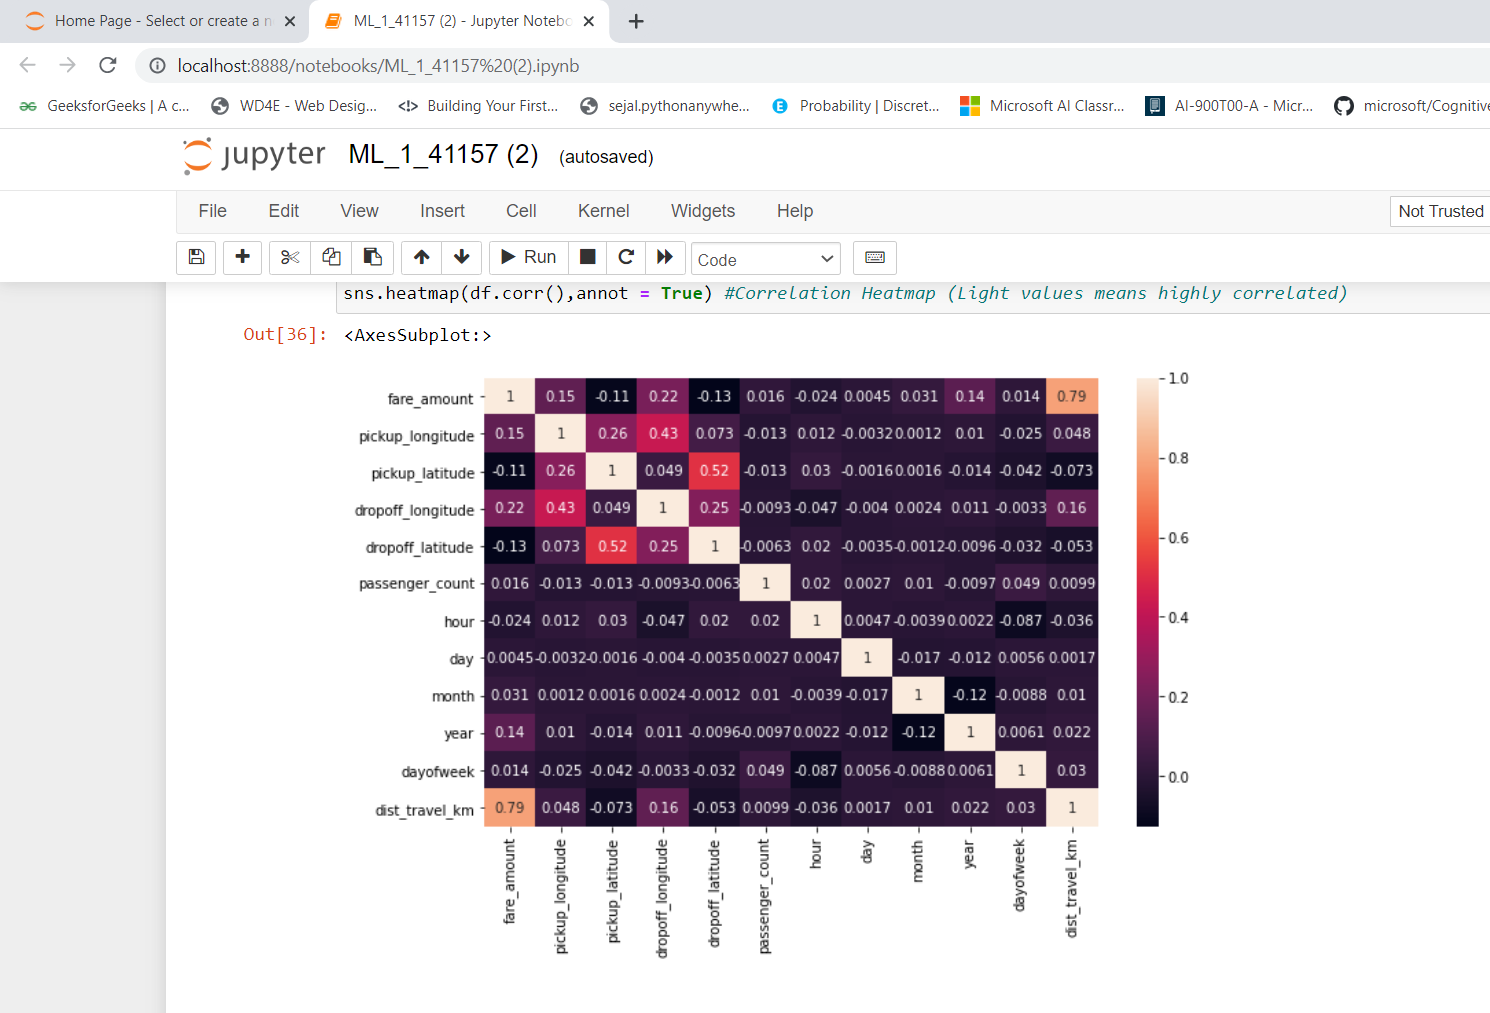 Home Page - Select or create a n
ML_1_41157 (2) - Jupyter Notebo
localhost:8888/notebooks/ML_1_41157%20(2).ipynb
GeeksforGeeks | A c... WD4E - Web Desig... Building Your First... sejal.pythonanywhe... Probability | Discret... Microsoft AI Classr... AI-900T00-A - Micr... microsoft/Cognitive
jupyter ML_1_41157 (2) (autosaved)
File Edit View Insert Cell Kernel Widgets Help Not Trusted
Run Code
sns.heatmap(df.corr(),annot = True) #Correlation Heatmap (Light values means highly correlated)
Out[36]: <AxesSubplot:>
fare_amount 1 0.15 -0.11 0.22 -0.13 0.016 -0.024 0.0045 0.031 0.14 0.014 0.79
pickup_longitude 0.15 1 0.26 0.43 0.073 -0.013 0.012 -0.0032 0.0012 0.01 -0.025 0.048
pickup_latitude -0.11 0.26 1 0.049 0.52 -0.013 0.03 -0.0016 0.0016 -0.014 -0.042 -0.073
dropoff_longitude 0.22 0.43 0.049 1 0.25 -0.0093 -0.047 -0.004 0.0024 0.011 -0.0033 0.16
dropoff_latitude -0.13 0.073 0.52 0.25 1 -0.0063 0.02 -0.0035 -0.0012 -0.0096 -0.032 -0.053
passenger_count 0.016 -0.013 -0.013 -0.0093 -0.0063 1 0.02 0.0027 0.01 -0.0097 0.049 0.0099
hour -0.024 0.012 0.03 -0.047 0.02 0.02 1 0.0047 -0.0039 0.0022 -0.087 -0.036
day 0.0045 -0.0032 -0.0016 -0.004 -0.0035 0.0027 0.0047 1 -0.017 -0.012 0.0056 0.0017
month 0.031 0.0012 0.0016 0.0024 -0.0012 0.01 -0.0039 -0.017 1 -0.12 -0.0088 0.01
year 0.14 0.01 -0.014 0.011 -0.0096 -0.0097 0.0022 -0.012 -0.12 1 0.0061 0.022
dayofweek 0.014 -0.025 -0.042 -0.0033 -0.032 0.049 -0.087 0.0056 -0.0088 0.0061 1 0.03
dist_travel_km 0.79 0.048 -0.073 0.16 -0.053 0.0099 -0.036 0.0017 0.01 0.022 0.03 1
fare_amount
pickup_longitude
pickup_latitude
dropoff_longitude
dropoff_latitude
passenger_count
hour
day
month
year
dayofweek
dist_travel_km
1.0
0.8
0.6
0.4
0.2
0.0